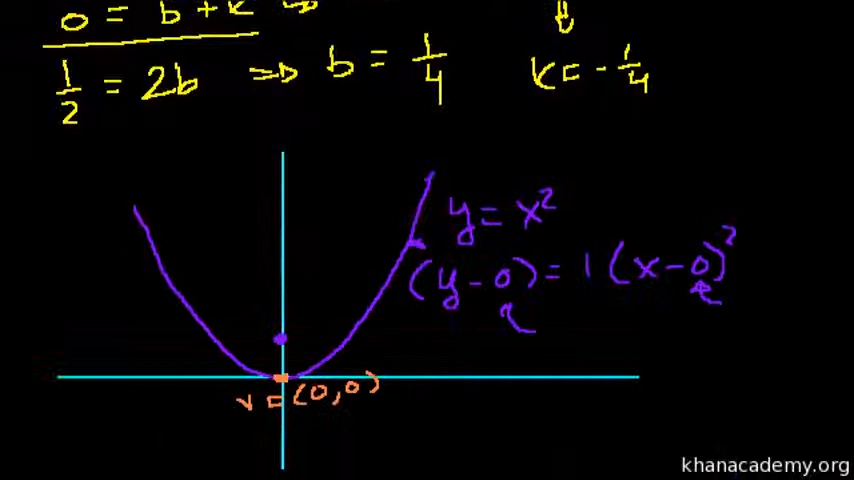 0 = b + k =>
1/2 = 2b => b = 1/4
k = -1/4
y = x²
(y - 0) = 1(x - 0)²
v = (0,0)
khanacademy.org